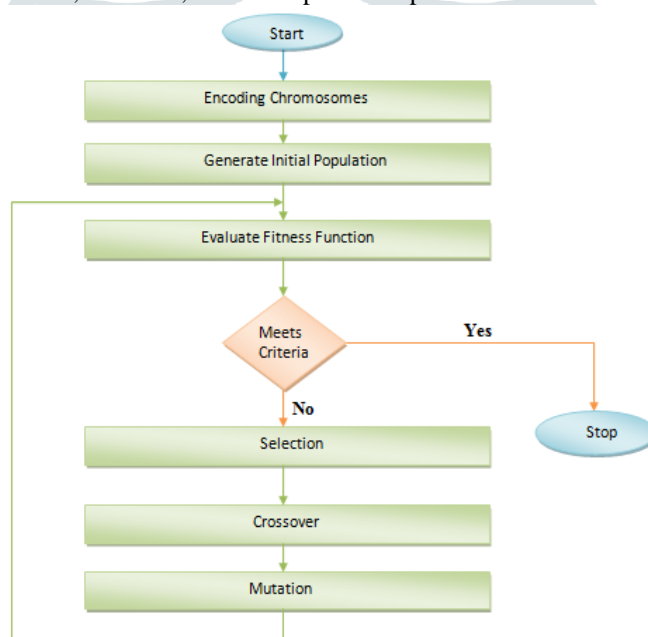 Start
Encoding Chromosomes
Generate Initial Population
Evaluate Fitness Function
Meets
Criteria
Yes
No
Stop
Selection
Crossover
Mutation